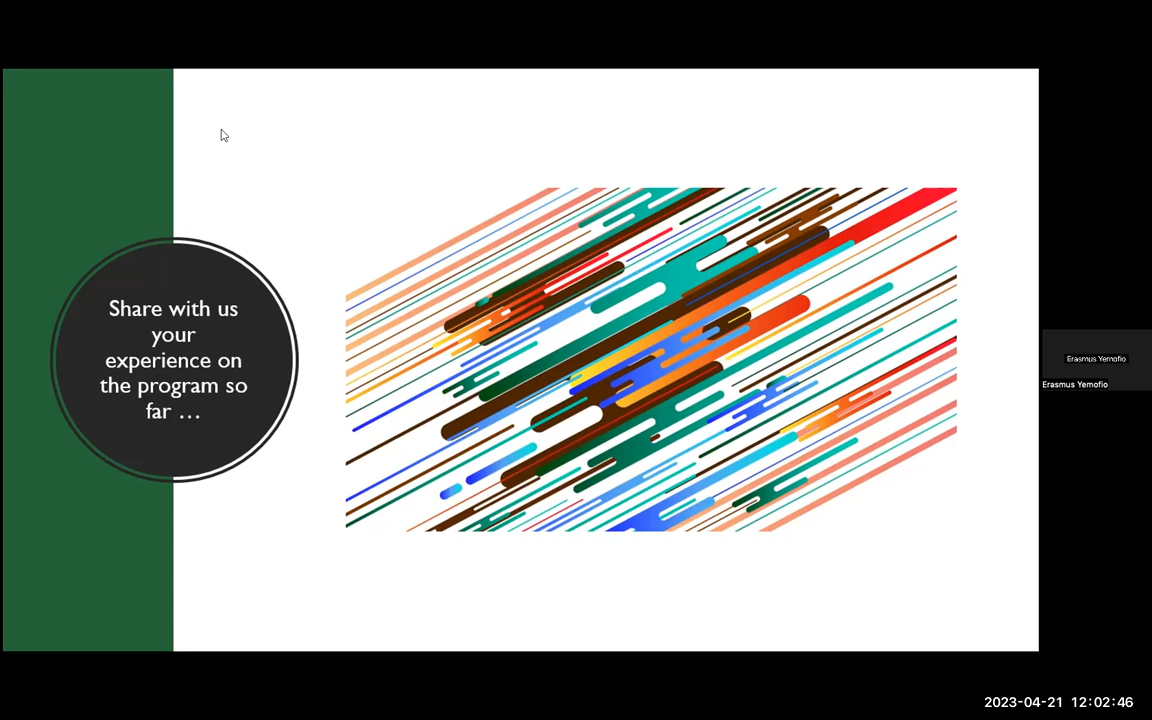 Share with us
your
experience on
the program so
far …
Erasmus Yemofio
Erasmus Yemofio
2023-04-21 12:02:46